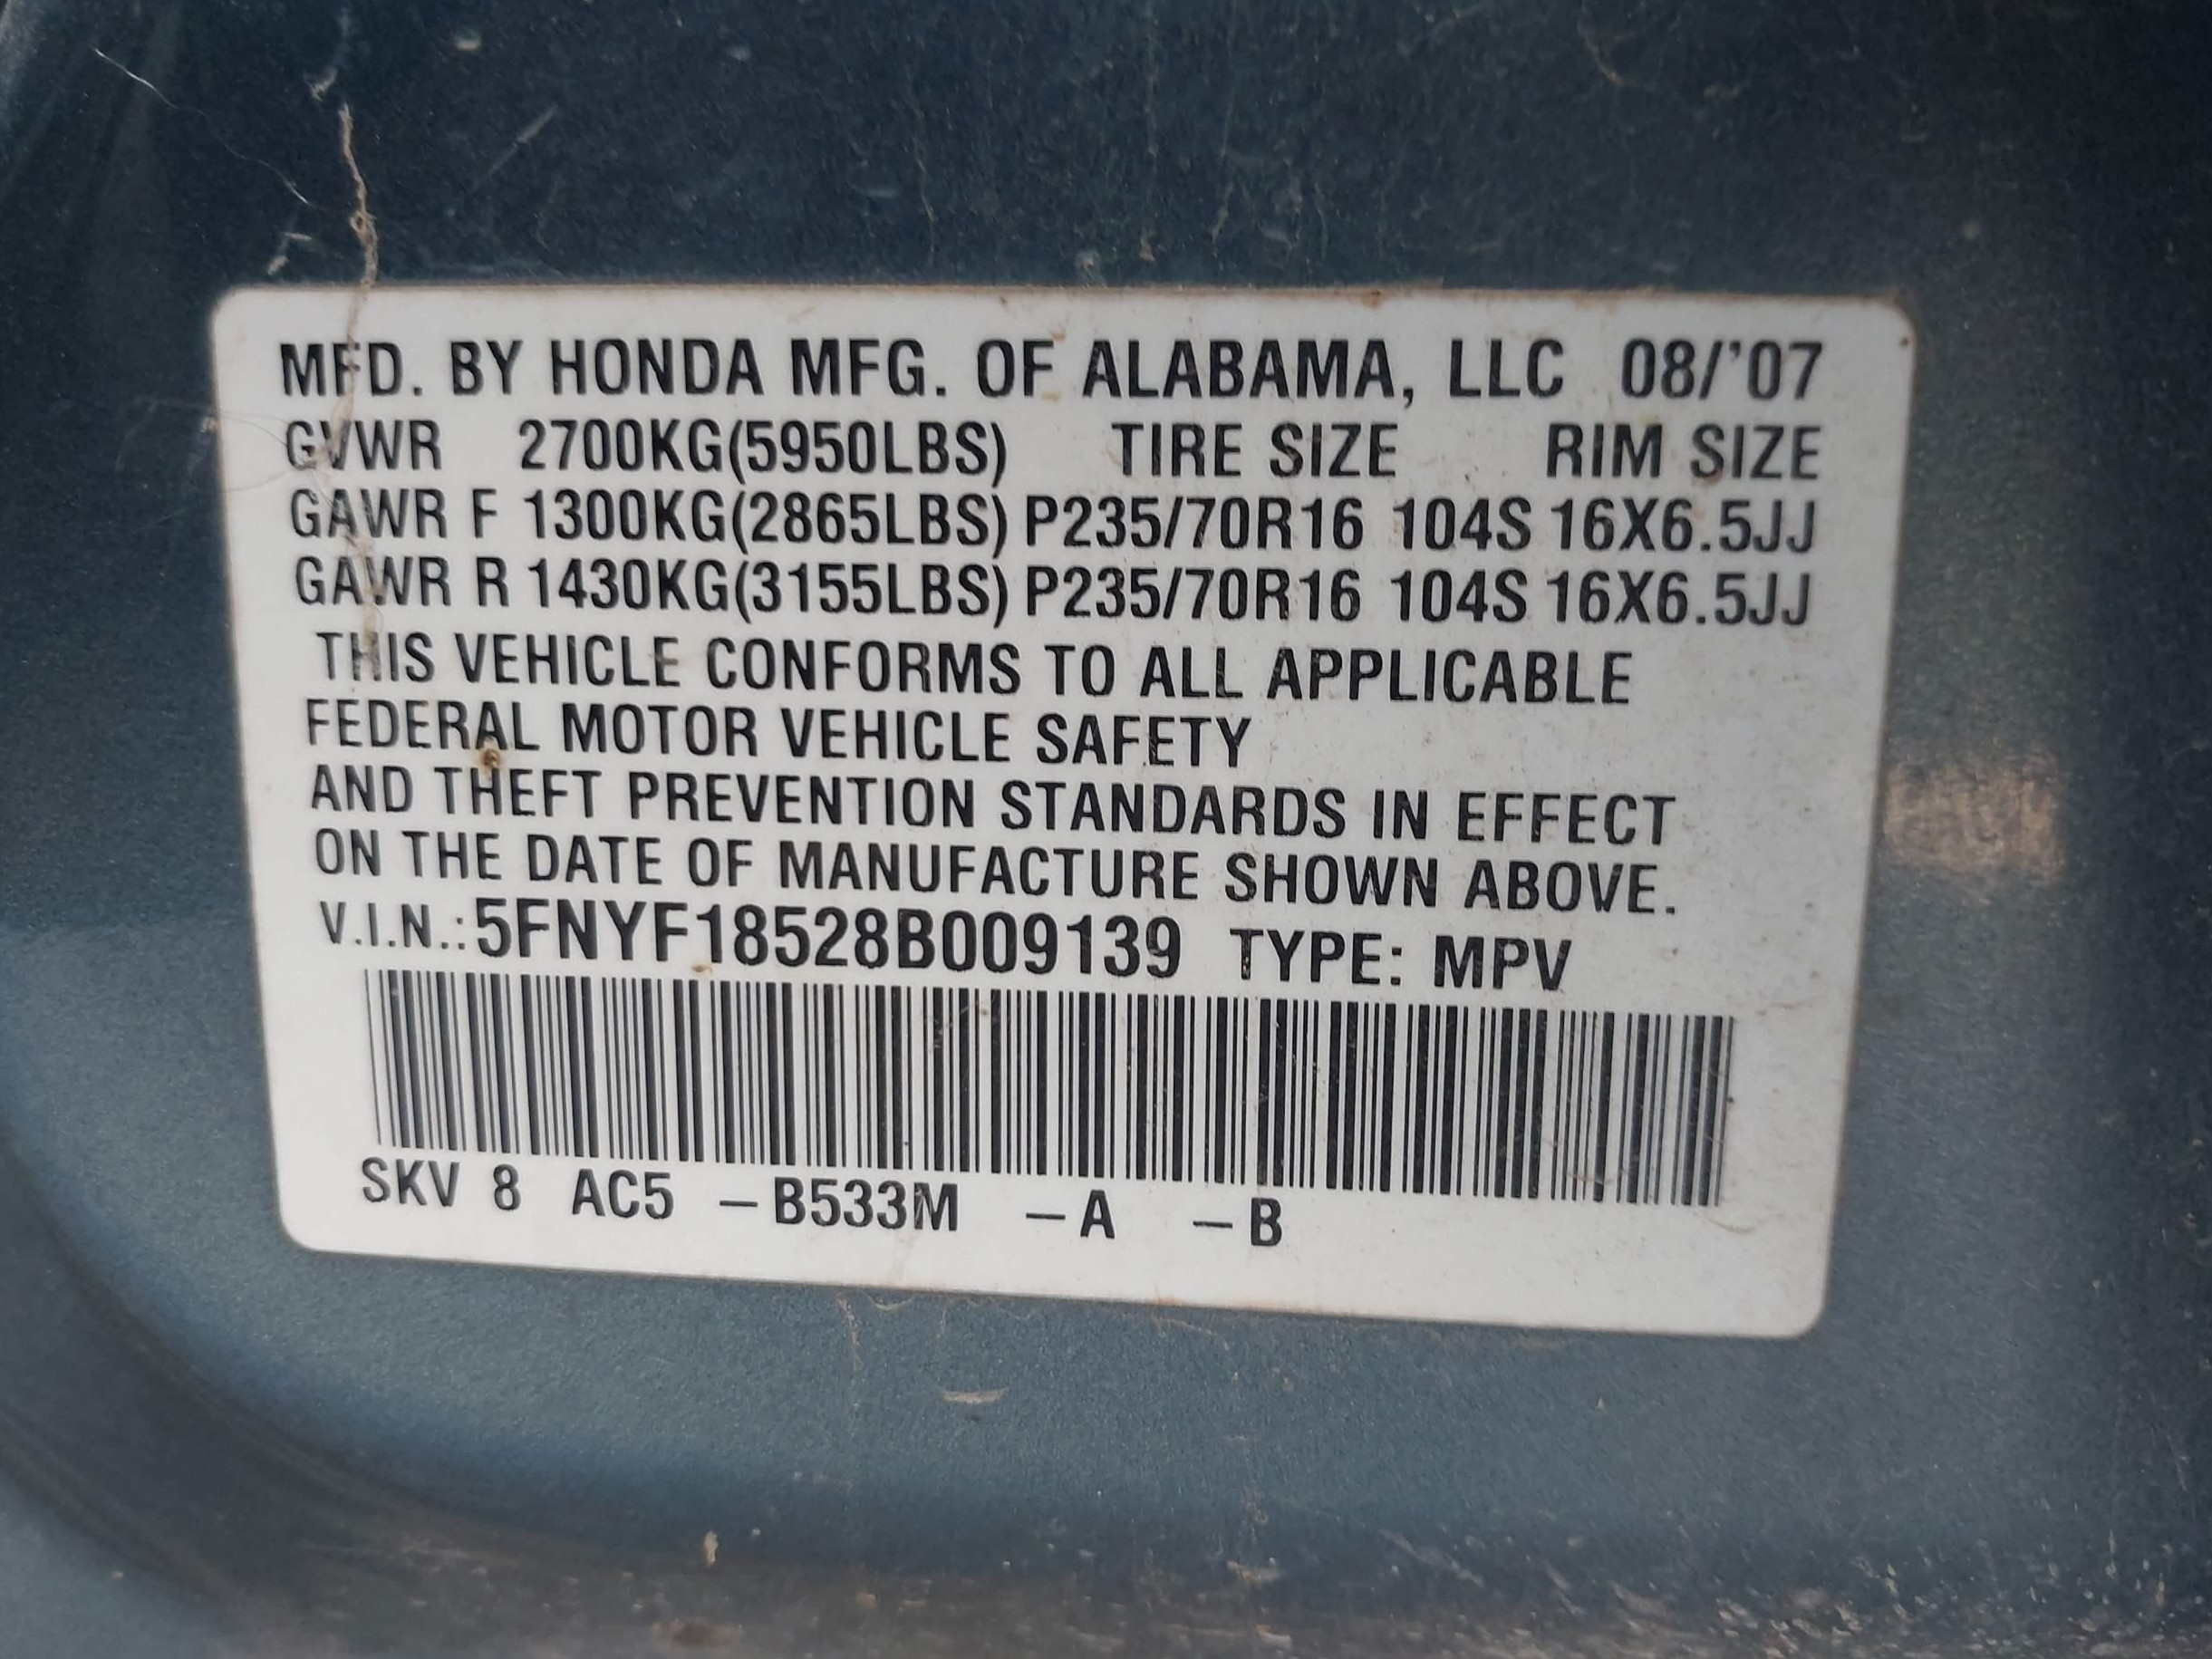 MFD. BY HONDA MFG. OF ALABAMA, LLC 08/'07
GVWR 2700KG(5950LBS) TIRE SIZE RIM SIZE
GAWR F 1300KG(2865LBS) P235/70R16 104S 16X6.5JJ
GAWR R 1430KG(3155LBS) P235/70R16 104S 16X6.5JJ
THIS VEHICLE CONFORMS TO ALL APPLICABLE
FEDERAL MOTOR VEHICLE SAFETY
AND THEFT PREVENTION STANDARDS IN EFFECT
ON THE DATE OF MANUFACTURE SHOWN ABOVE.
V.I.N.:5FNYF18528B009139 TYPE: MPV
SKV 8 AC5 -B533M -A -B